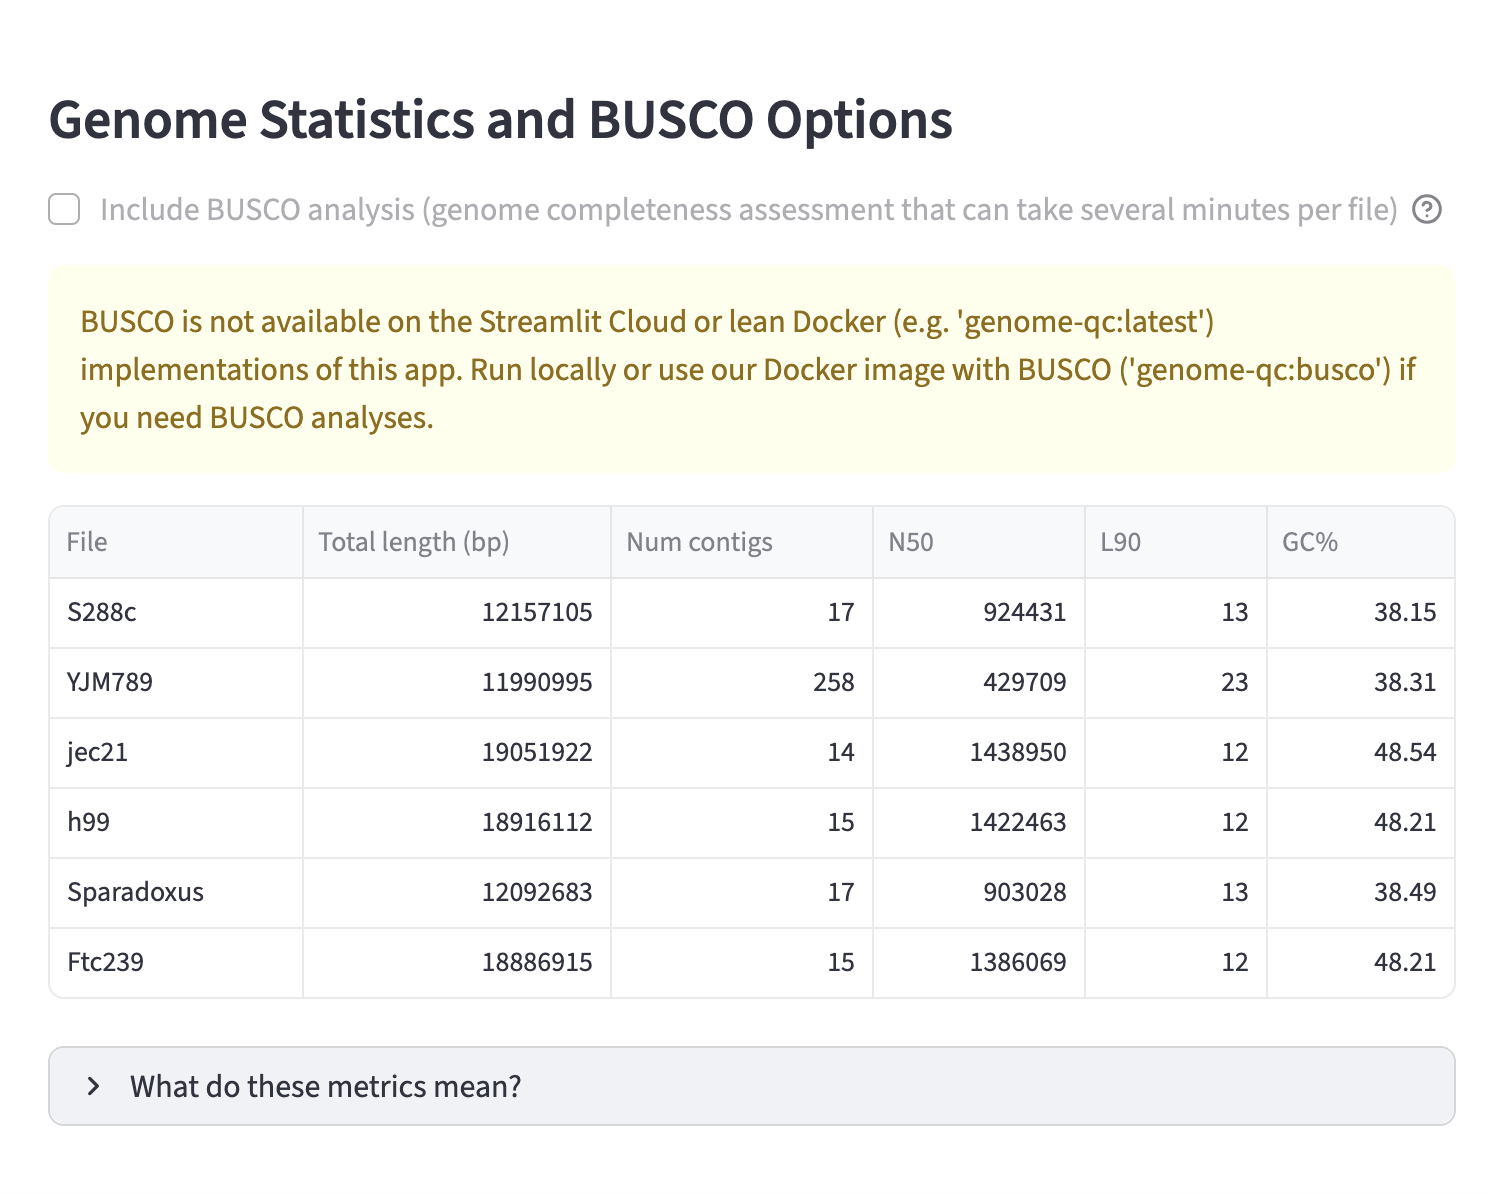 Genome Statistics and BUSCO Options
Include BUSCO analysis (genome completeness assessment that can take several minutes per file)
BUSCO is not available on the Streamlit Cloud or lean Docker (e.g. 'genome-qc:latest')
implementations of this app. Run locally or use our Docker image with BUSCO ('genome-qc:busco') if
you need BUSCO analyses.
File Total length (bp) Num contigs N50 L90 GC%
S288c 12157105 17 924431 13 38.15
YJM789 11990995 258 429709 23 38.31
jec21 19051922 14 1438950 12 48.54
h99 18916112 15 1422463 12 48.21
Sparadoxus 12092683 17 903028 13 38.49
Ftc239 18886915 15 1386069 12 48.21
What do these metrics mean?